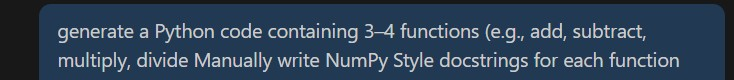 generate a Python code containing 3–4 functions (e.g., add, subtract,
multiply, divide Manually write NumPy Style docstrings for each function